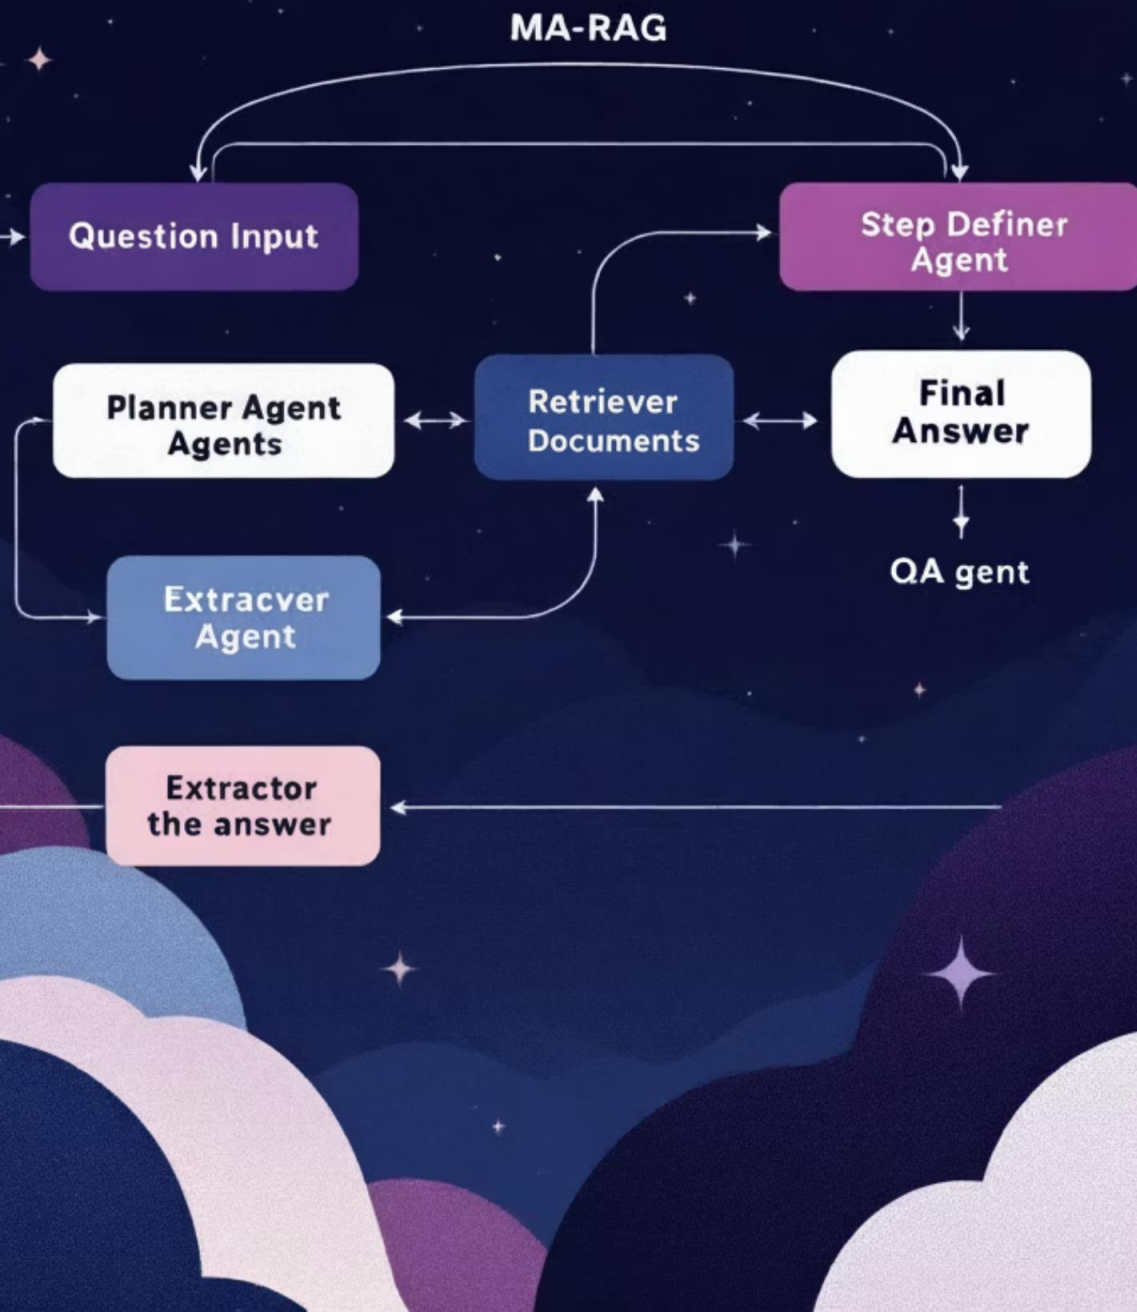 MA-RAG
Question Input
Step Definer
Agent
Planner Agent
Agents
Retriever
Documents
Final
Answer
QA gent
Extracver
Agent
Extractor
the answer